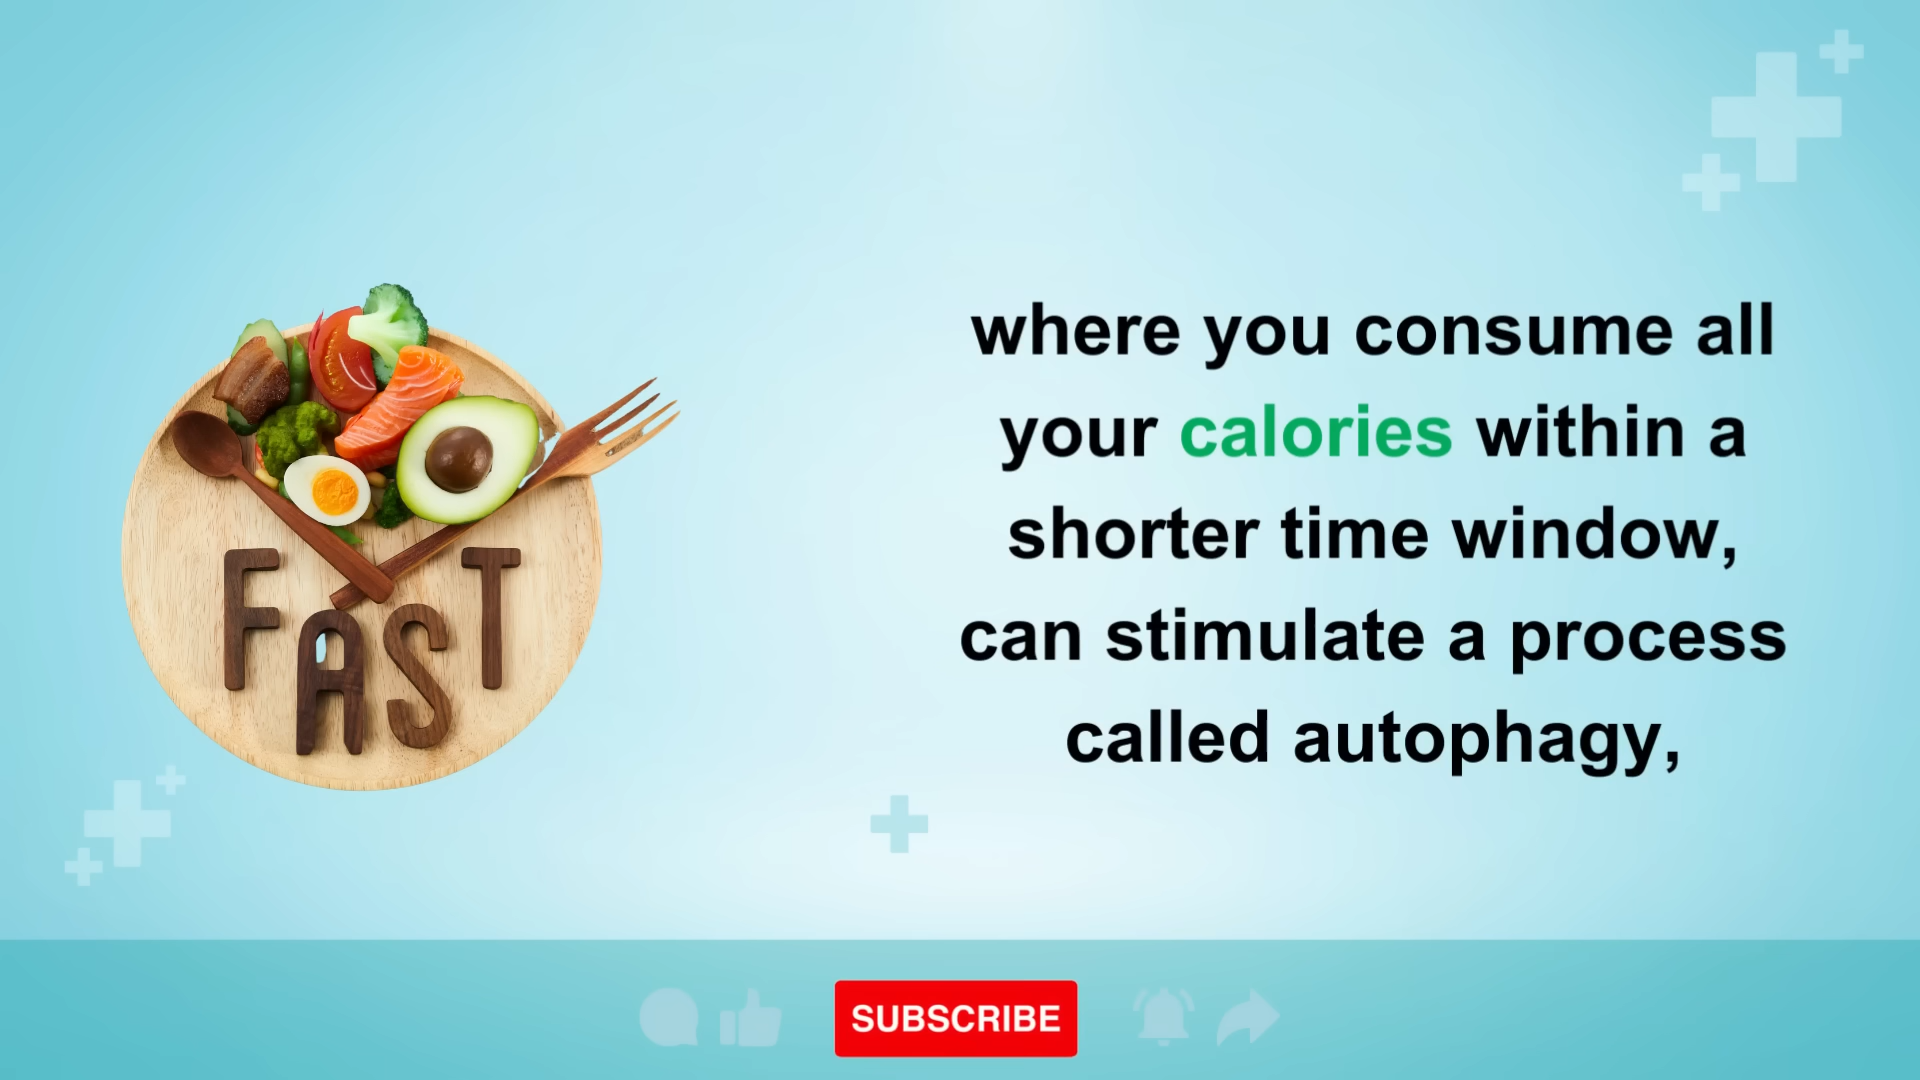 FAST
where you consume all
your calories within a
shorter time window,
can stimulate a process
called autophagy,
SUBSCRIBE